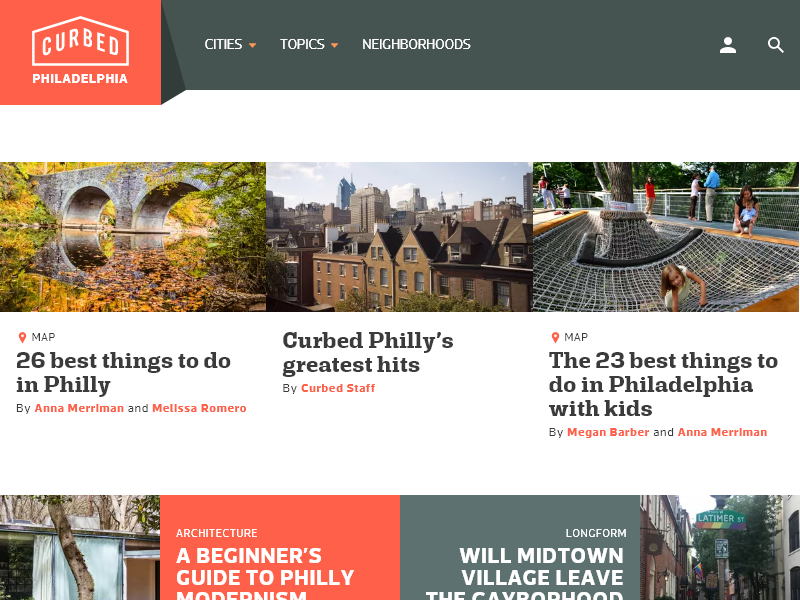 CURBED
PHILADELPHIA
CITIES
TOPICS
NEIGHBORHOODS
MAP
26 best things to do
in Philly
By Anna Merriman and Melissa Romero
Curbed Philly's
greatest hits
By Curbed Staff
MAP
The 23 best things to
do in Philadelphia
with kids
By Megan Barber and Anna Merriman
ARCHITECTURE
A BEGINNER'S
GUIDE TO PHILLY
MODERNISM
LONGFORM
WILL MIDTOWN
VILLAGE LEAVE
THE GAYBORHOOD
LATIMER ST